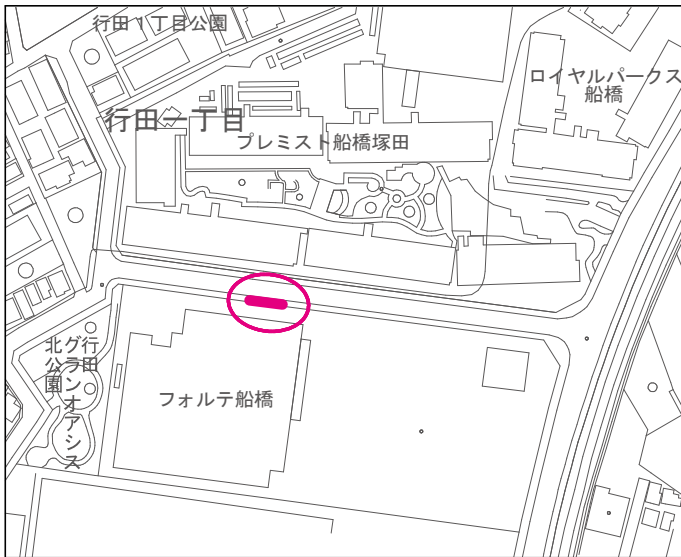 行田１丁目公園
ロイヤルパークス
船橋
行田一丁目
プレミスト船橋塚田
行田
グランオアシス
北公園
フォルテ船橋